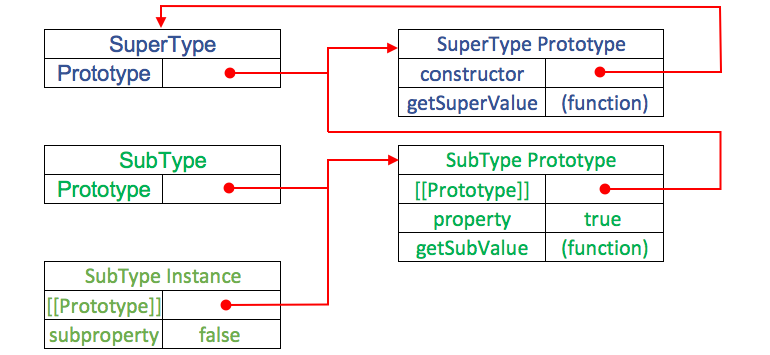 SuperType
Prototype
SuperType Prototype
constructor
getSuperValue (function)
SubType
Prototype
SubType Prototype
[[Prototype]]
property true
getSubValue (function)
SubType Instance
[[Prototype]]
subproperty false